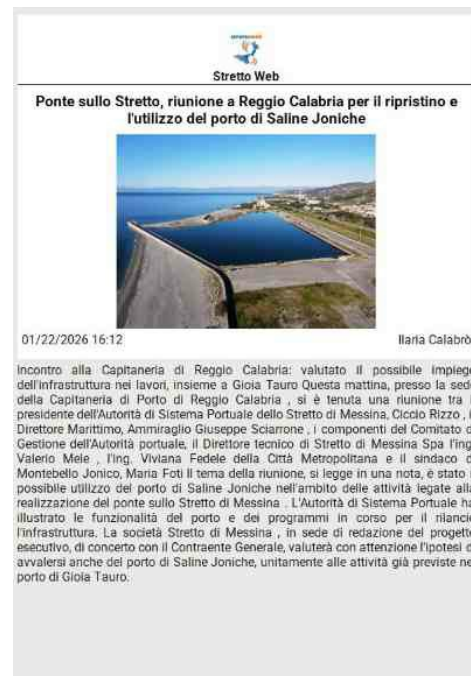 strettoweb
Stretto Web
Ponte sullo Stretto, riunione a Reggio Calabria per il ripristino e
l'utilizzo del porto di Saline Joniche
01/22/2026 16:12
Ilaria Calabrò
Incontro alla Capitaneria di Reggio Calabria: valutato il possibile impieg
dell'infrastruttura nei lavori, insieme a Gioia Tauro Questa mattina, presso la sed
della Capitaneria di Porto di Reggio Calabria , si è tenuta una riunione tra i
presidente dell'Autorità di Sistema Portuale dello Stretto di Messina, Ciccio Rizzo , i
Direttore Marittimo, Ammiraglio Giuseppe Sciarrone , i componenti del Comitato d
Gestione dell'Autorità portuale, il Direttore tecnico di Stretto di Messina Spa l'ing
Valerio Mele , l'ing. Viviana Fedele della Città Metropolitana e il sindaco d
Montebello Jonico, Maria Foti Il tema della riunione, si legge in una nota, è stato i
possibile utilizzo del porto di Saline Joniche nell'ambito delle attività legate alla
realizzazione del ponte sullo Stretto di Messina . L'Autorità di Sistema Portuale ha
illustrato le funzionalità del porto e dei programmi in corso per il rilancio
l'infrastruttura. La società Stretto di Messina , in sede di redazione del progetto
esecutivo, di concerto con il Contraente Generale, valuterà con attenzione l'ipotesi d
avvalersi anche del porto di Saline Joniche, unitamente alle attività già previste ne
porto di Gioia Tauro.